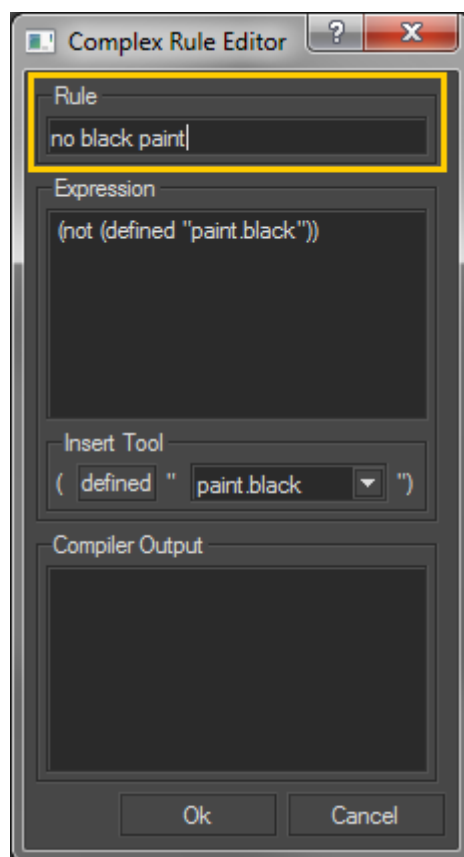 Complex Rule Editor ?
Rule
no black paint
Expression
(not (defined "paint.black"))
Insert Tool
( defined " paint.black ")
Compiler Output
Ok Cancel